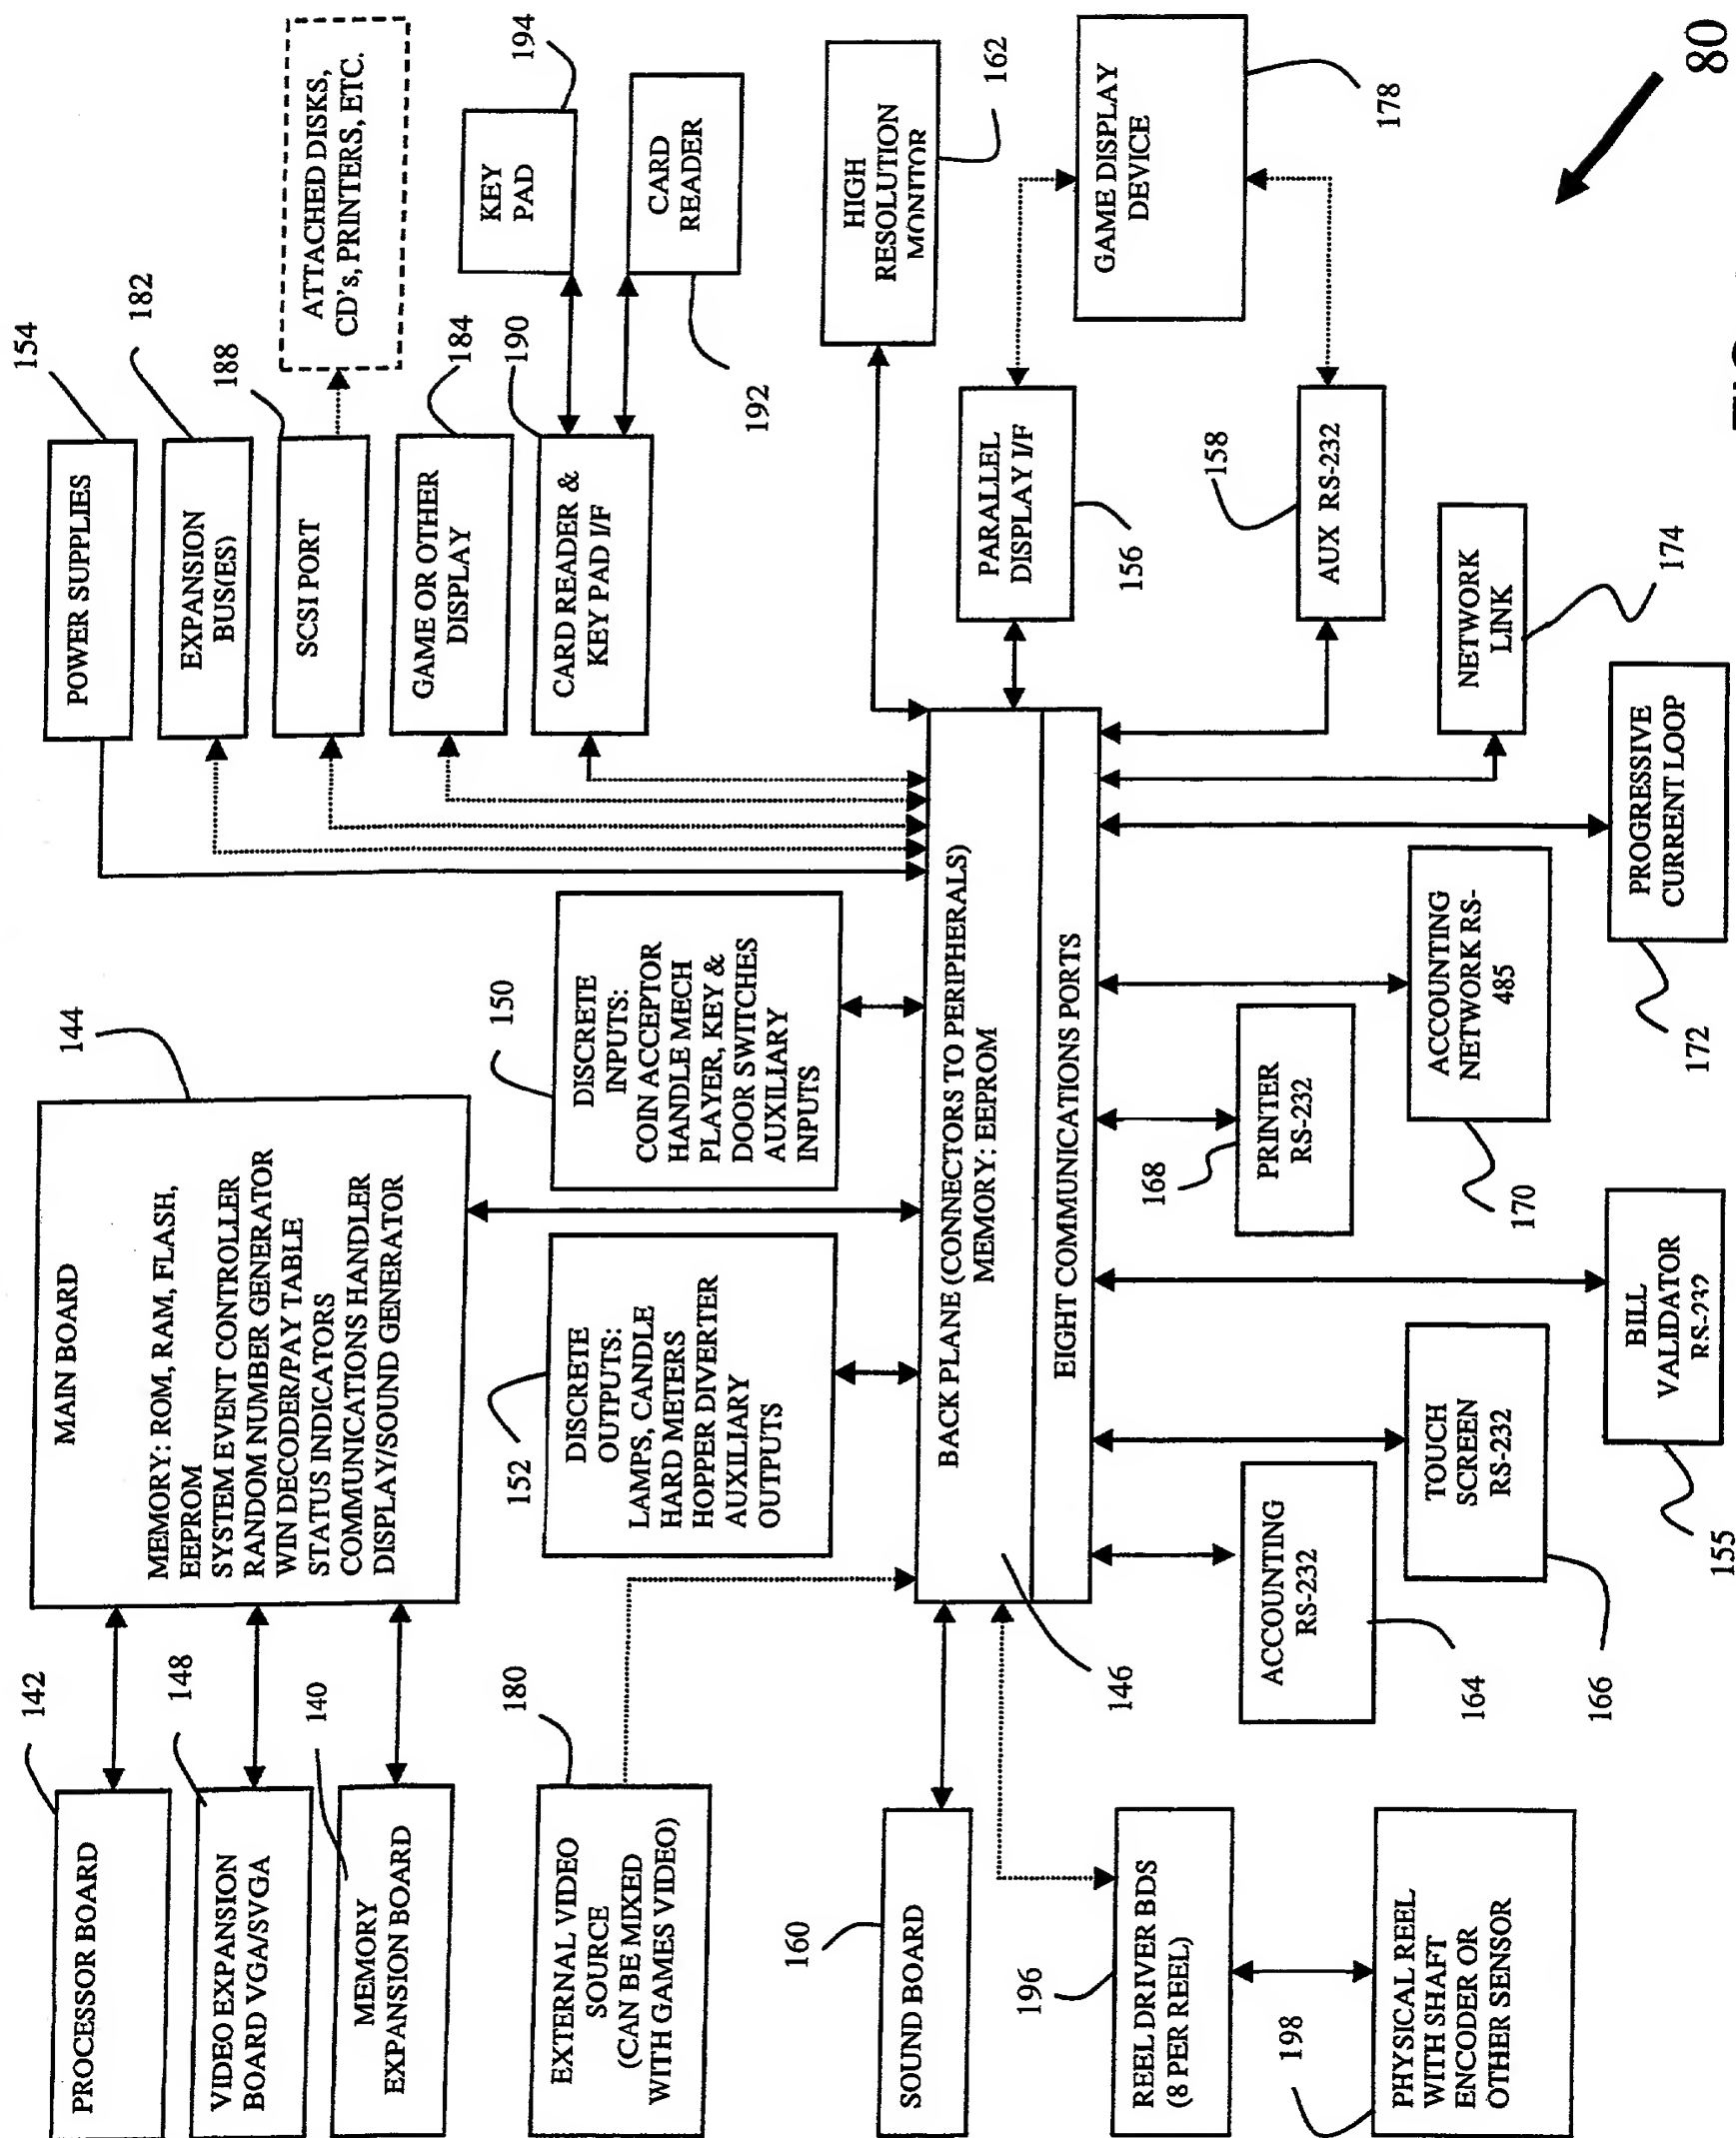 PROCESSOR BOARD
142
VIDEO EXPANSION
BOARD VGA/SVGA
148
MEMORY
EXPANSION BOARD
140
MAIN BOARD
MEMORY: ROM, RAM, FLASH,
EEPROM
SYSTEM EVENT CONTROLLER
RANDOM NUMBER GENERATOR
WIN DECODER/PAY TABLE
STATUS INDICATORS
COMMUNICATIONS HANDLER
DISPLAY/SOUND GENERATOR
144
POWER SUPPLIES
154
EXPANSION
BUS(ES)
182
SCSI PORT
188
ATTACHED DISKS,
CD's, PRINTERS, ETC.
GAME OR OTHER
DISPLAY
184
CARD READER &
KEY PAD I/F
190
KEY
PAD
194
CARD
READER
192
EXTERNAL VIDEO
SOURCE
(CAN BE MIXED
WITH GAMES VIDEO)
180
DISCRETE
OUTPUTS:
LAMPS, CANDLE
HARD METERS
HOPPER DIVERTER
AUXILIARY
OUTPUTS
152
DISCRETE
INPUTS:
COIN ACCEPTOR
HANDLE MECH
PLAYER, KEY &
DOOR SWITCHES
AUXILIARY
INPUTS
150
HIGH
RESOLUTION
MONITOR
162
SOUND BOARD
160
BACK PLANE (CONNECTORS TO PERIPHERALS)
MEMORY: EEPROM
EIGHT COMMUNICATIONS PORTS
146
PARALLEL
DISPLAY I/F
156
GAME DISPLAY
DEVICE
178
REEL DRIVER BDS
(8 PER REEL)
196
PHYSICAL REEL
WITH SHAFT
ENCODER OR
OTHER SENSOR
198
ACCOUNTING
RS-232
164
TOUCH
SCREEN
RS-232
166
BILL
VALIDATOR
RS-232
155
PRINTER
RS-232
168
ACCOUNTING
NETWORK RS-
485
170
PROGRESSIVE
CURRENT LOOP
172
NETWORK
LINK
174
AUX RS-232
158
80